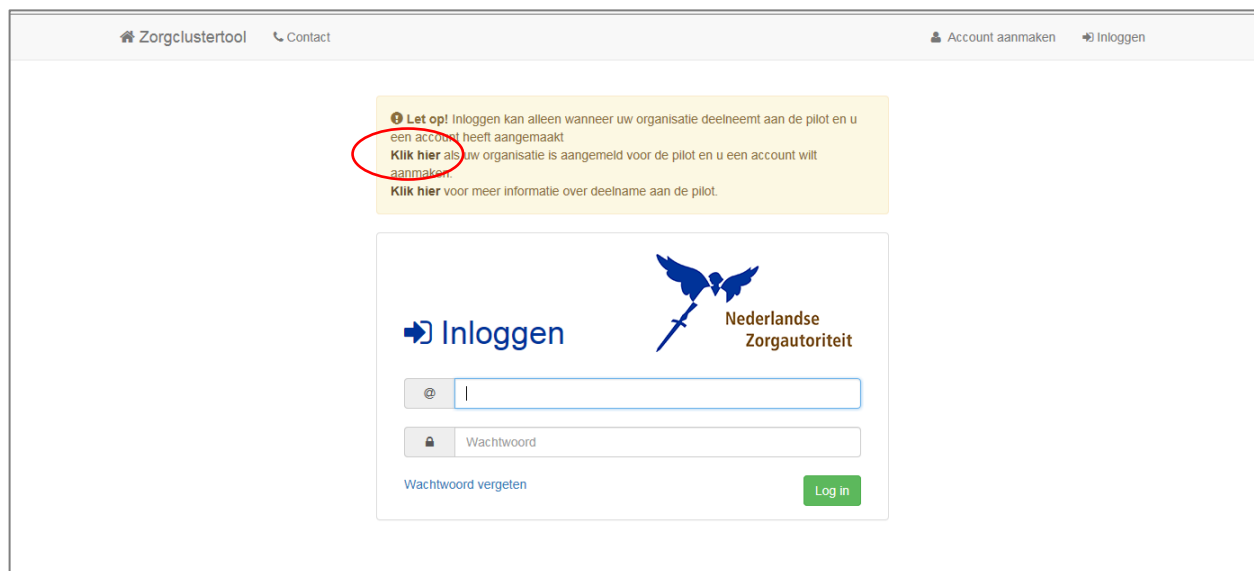 Zorgclustertool Contact Account aanmaken Inloggen
Let op! Inloggen kan alleen wanneer uw organisatie deelneemt aan de pilot en u
een account heeft aangemaakt
Klik hier als uw organisatie is aangemeld voor de pilot en u een account wilt
aanmaken.
Klik hier voor meer informatie over deelname aan de pilot.
Inloggen
Nederlandse
Zorgautoriteit
@
Wachtwoord
Wachtwoord vergeten
Log in